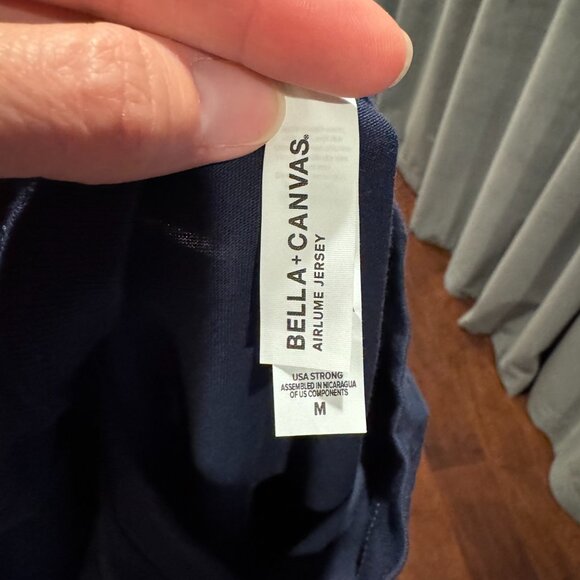 BELLA+CANVAS®
AIRLUME JERSEY
USA STRONG
ASSEMBLED IN NICARAGUA
OF US COMPONENTS
M